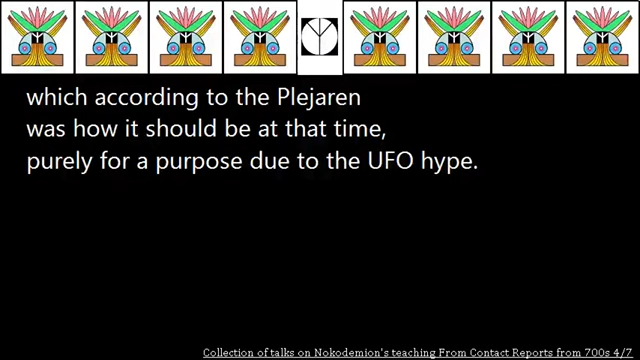 which according to the Plejaren
was how it should be at that time,
purely for a purpose due to the UFO hype.
Collection of talks on Nokodemion's teaching From Contact Reports from 700s 4/7